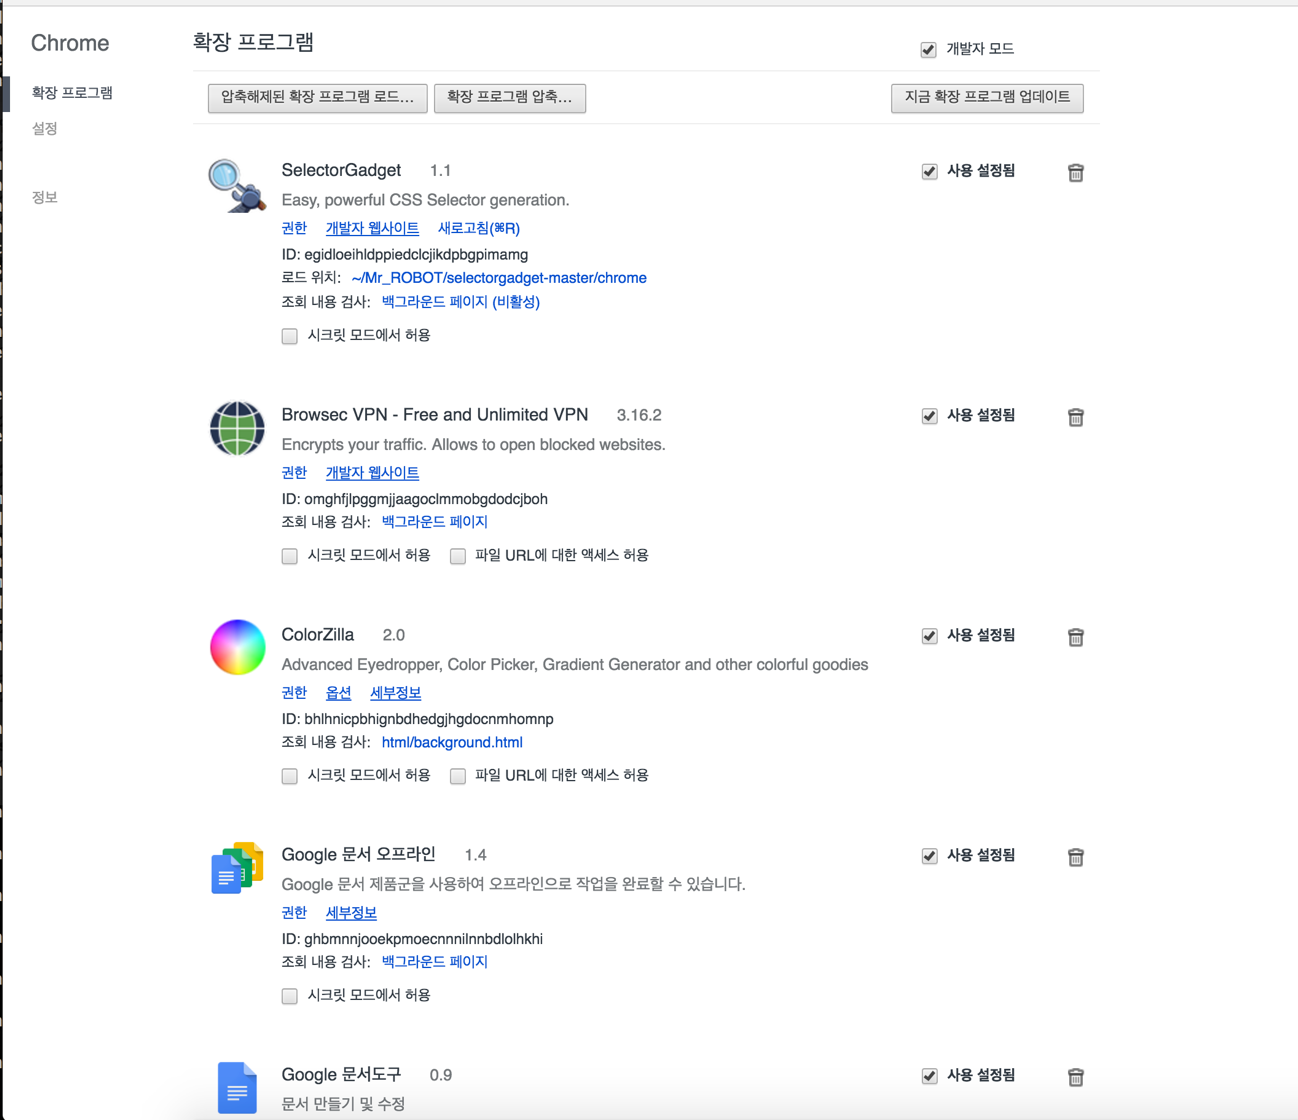 Chrome
확장 프로그램
설정
정보
확장 프로그램
개발자 모드
압축해제된 확장 프로그램 로드...
확장 프로그램 압축...
지금 확장 프로그램 업데이트
SelectorGadget 1.1
사용 설정됨
Easy, powerful CSS Selector generation.
권한 개발자 웹사이트 새로고침(⌘R)
ID: egidloeihldppiedclcjikdpbgpimamg
로드 위치: ~/Mr_ROBOT/selectorgadget-master/chrome
조회 내용 검사: 백그라운드 페이지 (비활성)
시크릿 모드에서 허용
Browsec VPN - Free and Unlimited VPN 3.16.2
사용 설정됨
Encrypts your traffic. Allows to open blocked websites.
권한 개발자 웹사이트
ID: omghfjlpggmjjaagoclmmobgdodcjboh
조회 내용 검사: 백그라운드 페이지
시크릿 모드에서 허용 파일 URL에 대한 액세스 허용
ColorZilla 2.0
사용 설정됨
Advanced Eyedropper, Color Picker, Gradient Generator and other colorful goodies
권한 옵션 세부정보
ID: bhlhnicpbhignbdhedgjhgdocnmhomnp
조회 내용 검사: html/background.html
시크릿 모드에서 허용 파일 URL에 대한 액세스 허용
Google 문서 오프라인 1.4
사용 설정됨
Google 문서 제품군을 사용하여 오프라인으로 작업을 완료할 수 있습니다.
권한 세부정보
ID: ghbmnnjooekpmoecnnnilnnbdlolhkhi
조회 내용 검사: 백그라운드 페이지
시크릿 모드에서 허용
Google 문서도구 0.9
사용 설정됨
문서 만들기 및 수정